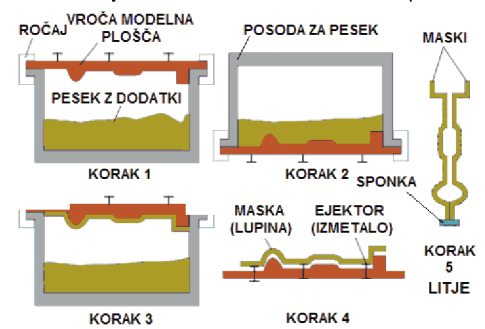 ROČAJ
VROČA MODELNA
PLOŠČA
PESEK Z DODATKI
KORAK 1
POSODA ZA PESEK
KORAK 2
MASKI
SPONKA
KORAK
5
LITJE
KORAK 3
MASKA
(LUPINA)
EJEKTOR
(IZMETALO)
KORAK 4